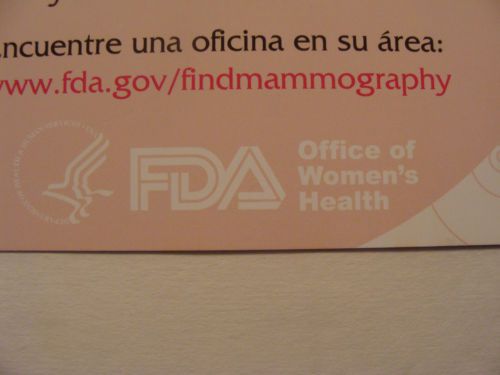 ncuentre una oficina en su área:
www.fda.gov/findmammography
FDA
Office of
Women's
Health